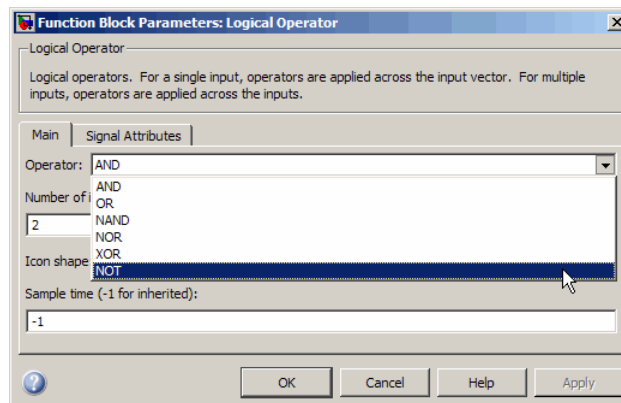 Function Block Parameters: Logical Operator
Logical Operator
Logical operators. For a single input, operators are applied across the input vector. For multiple
inputs, operators are applied across the inputs.
Main Signal Attributes
Operator: AND
AND
Number of i
OR
2
NAND
NOR
XOR
Icon shape
NOT
Sample time (-1 for inherited):
-1
OK Cancel Help Apply